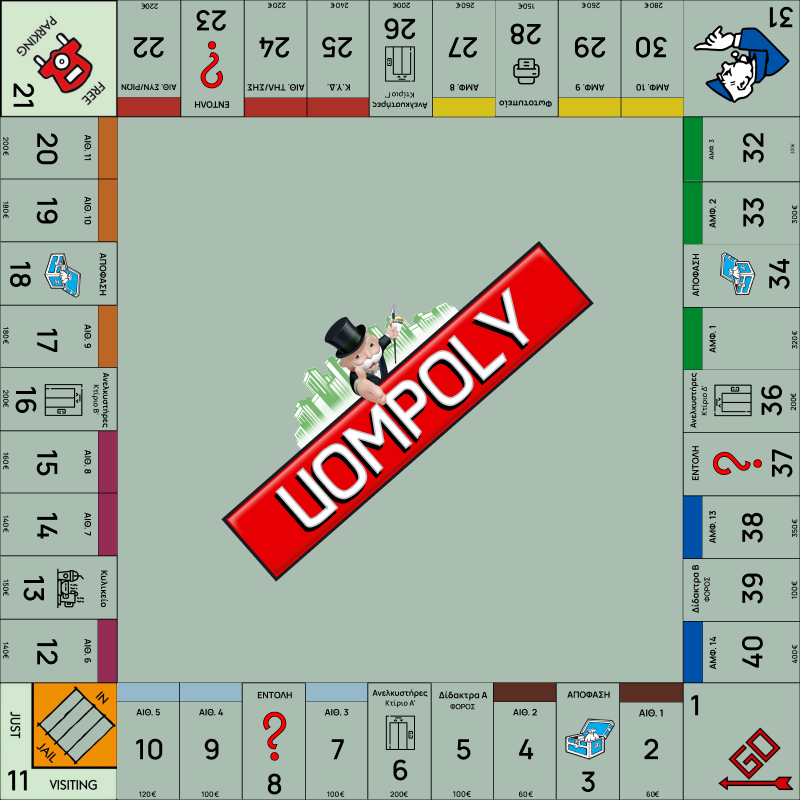 21
FREE
PARKING
22
ΑΙΘ. ΣΥΝ/ΡΙΩΝ
220€
23
ΕΝΤΟΛΗ
24
ΑΙΘ. ΤΗΛ/ΣΗΣ
220€
25
Κ.Υ.Δ.
240€
26
Ανελκυστήρες
Κτίριο Γ'
200€
27
ΑΜΦ. 8
260€
28
Φωτοτυπείο
150€
29
ΑΜΦ. 9
260€
30
ΑΜΦ. 10
280€
31
20
ΑΙΘ. 11
200€
19
ΑΙΘ. 10
180€
18
ΑΠΟΦΑΣΗ
17
ΑΙΘ. 9
180€
16
Ανελκυστήρες
Κτίριο Β'
200€
15
ΑΙΘ. 8
160€
14
ΑΙΘ. 7
140€
13
Κυλικείο
150€
12
ΑΙΘ. 6
140€
UOMPOLY
ΑΜΦ. 3
32
ΑΜΦ. 2
33
300€
ΑΠΟΦΑΣΗ
34
ΑΜΦ. 1
320€
Ανελκυστήρες
Κτίριο Δ'
36
200€
ΕΝΤΟΛΗ
37
ΑΜΦ. 13
38
350€
Δίδακτρα Β
ΦΟΡΟΣ
39
100€
ΑΜΦ. 14
40
400€
JUST
VISITING
IN
JAIL
11
ΑΙΘ. 5
10
120€
ΑΙΘ. 4
9
100€
ΕΝΤΟΛΗ
8
ΑΙΘ. 3
7
100€
Ανελκυστήρες
Κτίριο Α'
6
200€
Δίδακτρα Α
ΦΟΡΟΣ
5
100€
ΑΙΘ. 2
4
60€
ΑΠΟΦΑΣΗ
3
ΑΙΘ. 1
2
60€
1
GO